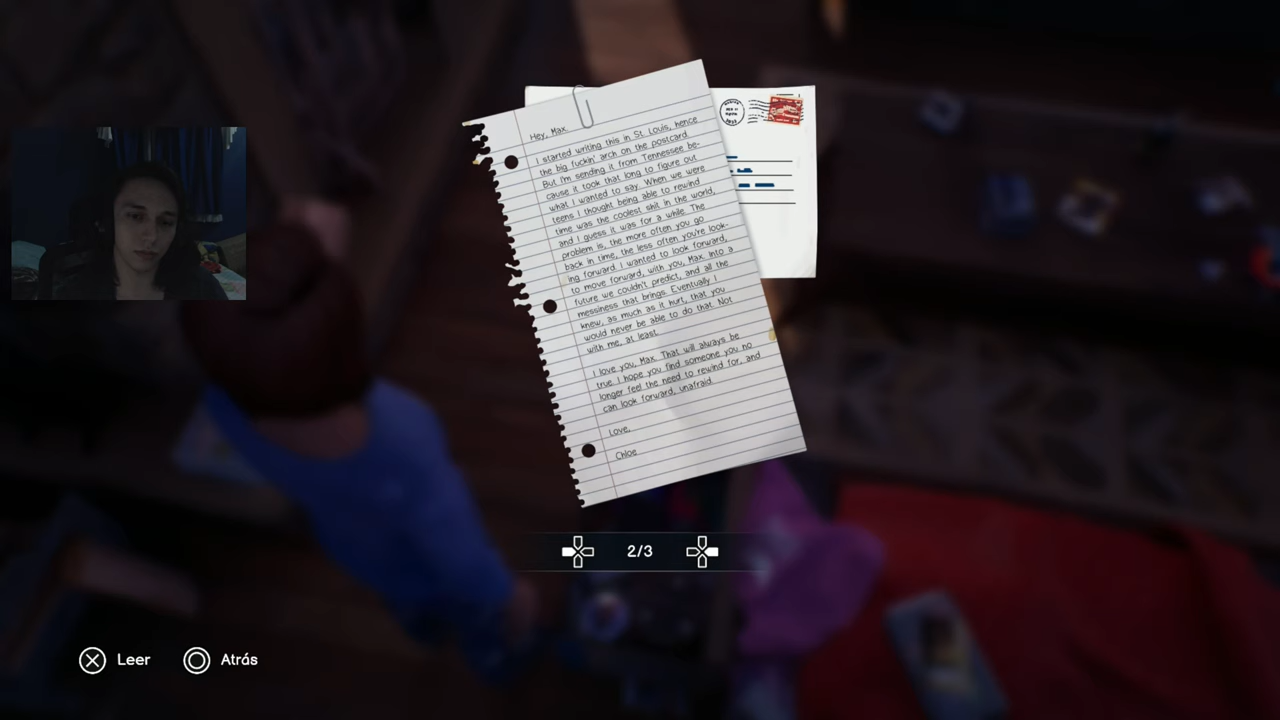 Hey, Max.
I started writing this in St. Louis, hence
the big fuckin' arch on the postcard.
But I'm sending it from Tennessee be-
cause it took that long to figure out
what I wanted to say. When we were
teens I thought being able to rewind
time was the coolest shit in the world,
and I guess it was for a while. The
problem is, the more often you go
back in time, the less often you're look-
ing forward. I wanted to look forward,
to move forward, with you, Max. Into a
future we couldn't predict, and all the
messiness that brings. Eventually I
knew, as much as it hurt, that you
would never be able to do that. Not
with me, at least.
I love you, Max. That will always be
true. I hope you find someone you no
longer feel the need to rewind for, and
can look forward, unafraid.
Love,
Chloe
2/3
Leer
Atrás